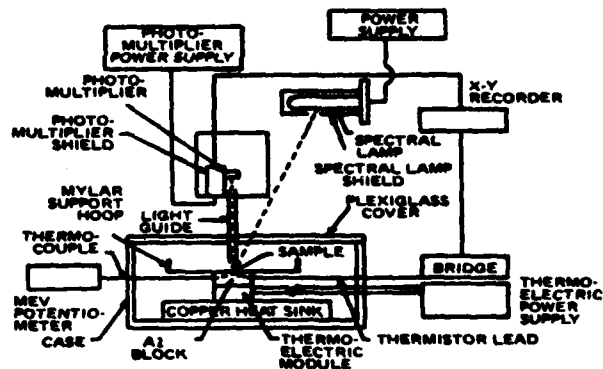 PHOTO-
MULTIPLIER
POWER SUPPLY
POWER
SUPPLY
PHOTO-
MULTIPLIER
PHOTO-
MULTIPLIER
SHIELD
X-Y
RECORDER
SPECTRAL
LAMP
SPECTRAL LAMP
SHIELD
MYLAR
SUPPORT
HOOP
LIGHT
GUIDE
PLEXIGLASS
COVER
THERMO-
COUPLE
SAMPLE
BRIDGE
MEV
POTENTIO-
METER
CASE
COPPER HEAT SINK
THERMO-
ELECTRIC
POWER
SUPPLY
Al
BLOCK
THERMO-
ELECTRIC
MODULE
THERMISTOR LEAD